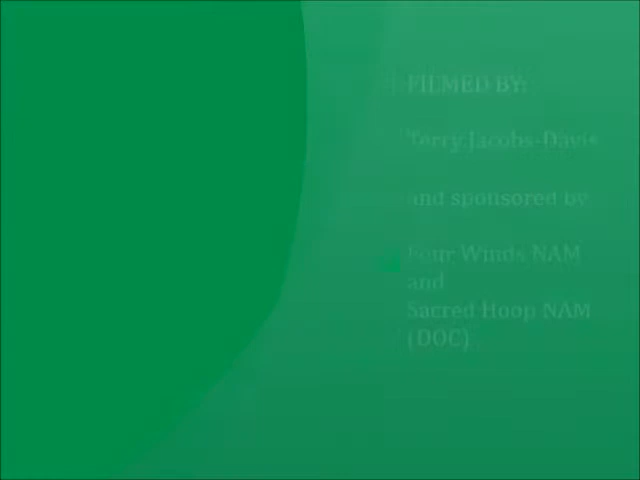 FILMED BY:
Terry Jacobs-Davis
and sponsored by
Four Winds NAM
and
Sacred Hoop NAM
(DOC)